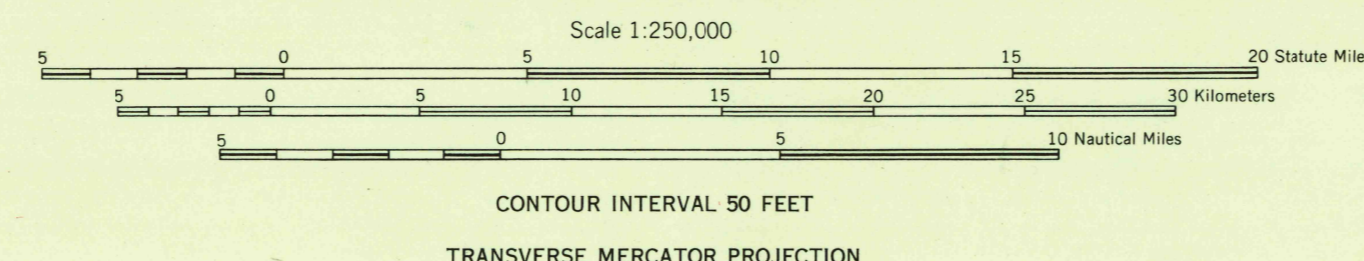 Scale 1:250,000
5 0 5 10 15 20 Statute Mile
5 0 5 10 15 20 25 30 Kilometers
5 0 5 10 Nautical Miles
CONTOUR INTERVAL 50 FEET
TRANSVERSE MERCATOR PROJECTION